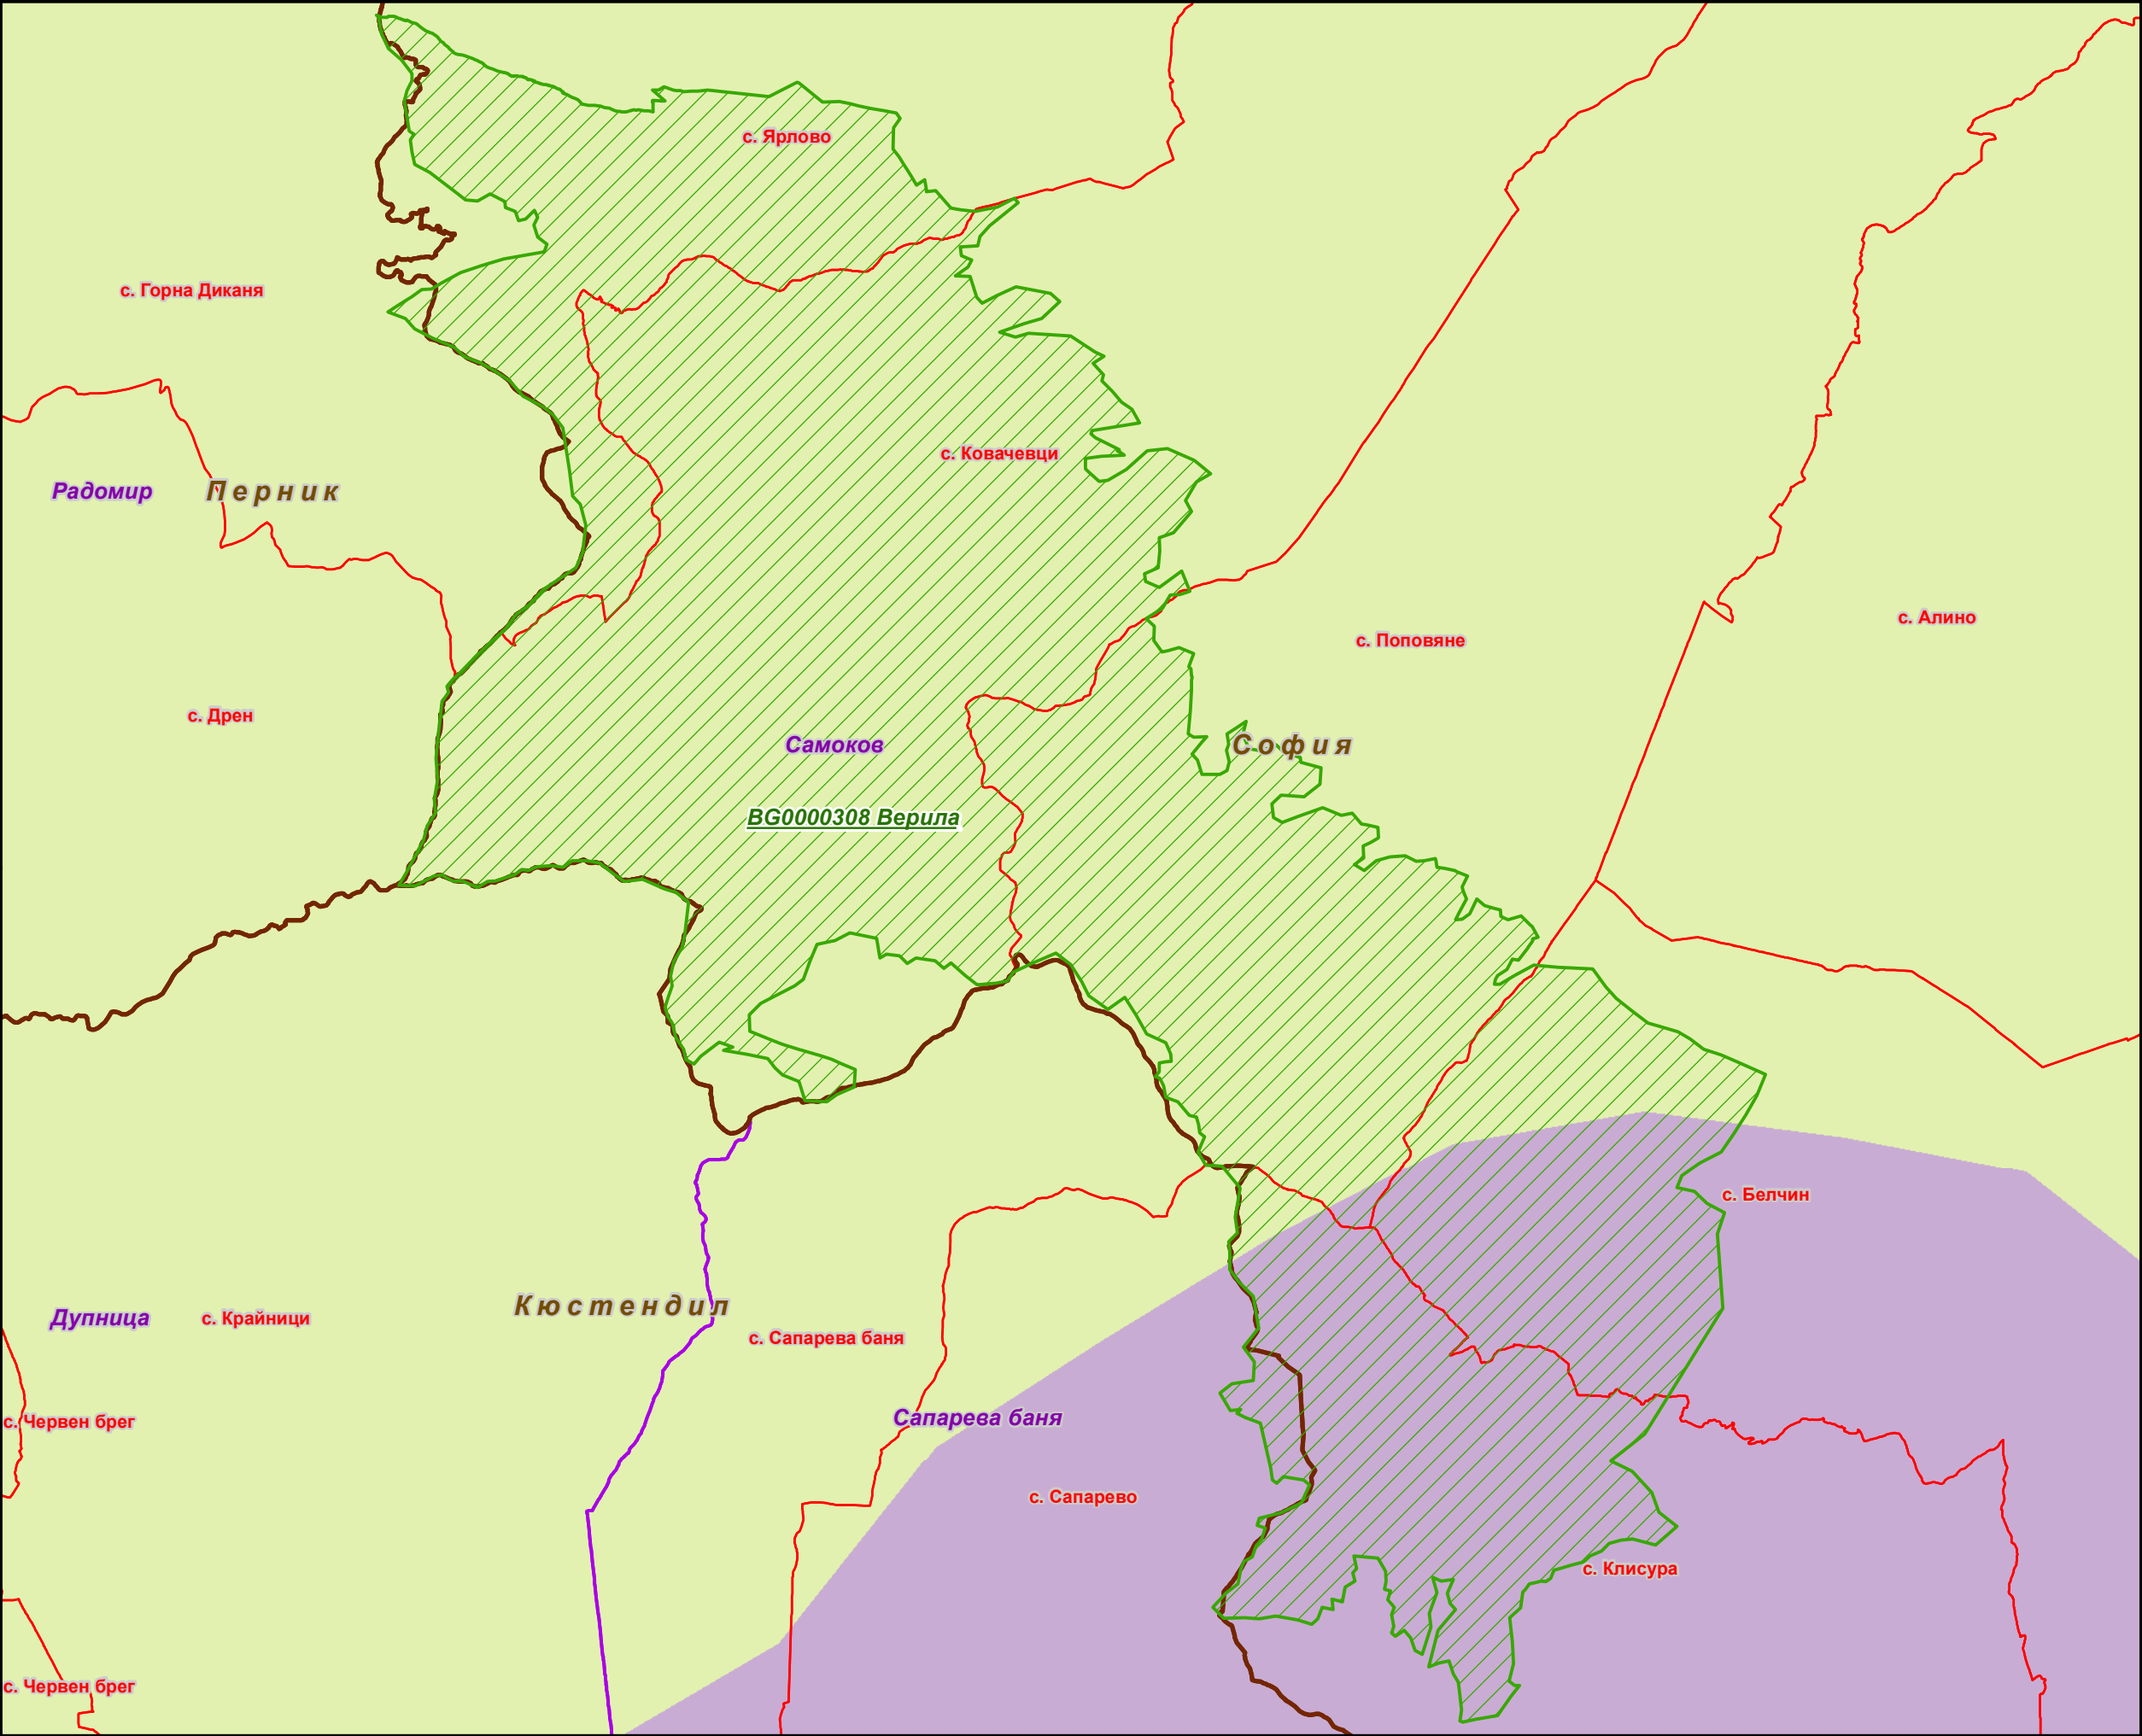 с. Ярлово
с. Горна Диканя
с. Ковачевци
Радомир
Перник
с. Алино
с. Поповяне
с. Дрен
Самоков
София
BG0000308 Верила
с. Белчин
Кюстендил
Дупница
с. Крайници
с. Сапарева баня
Сапарева баня
с. Червен брег
с. Сапарево
с. Клисура
с. Червен брег